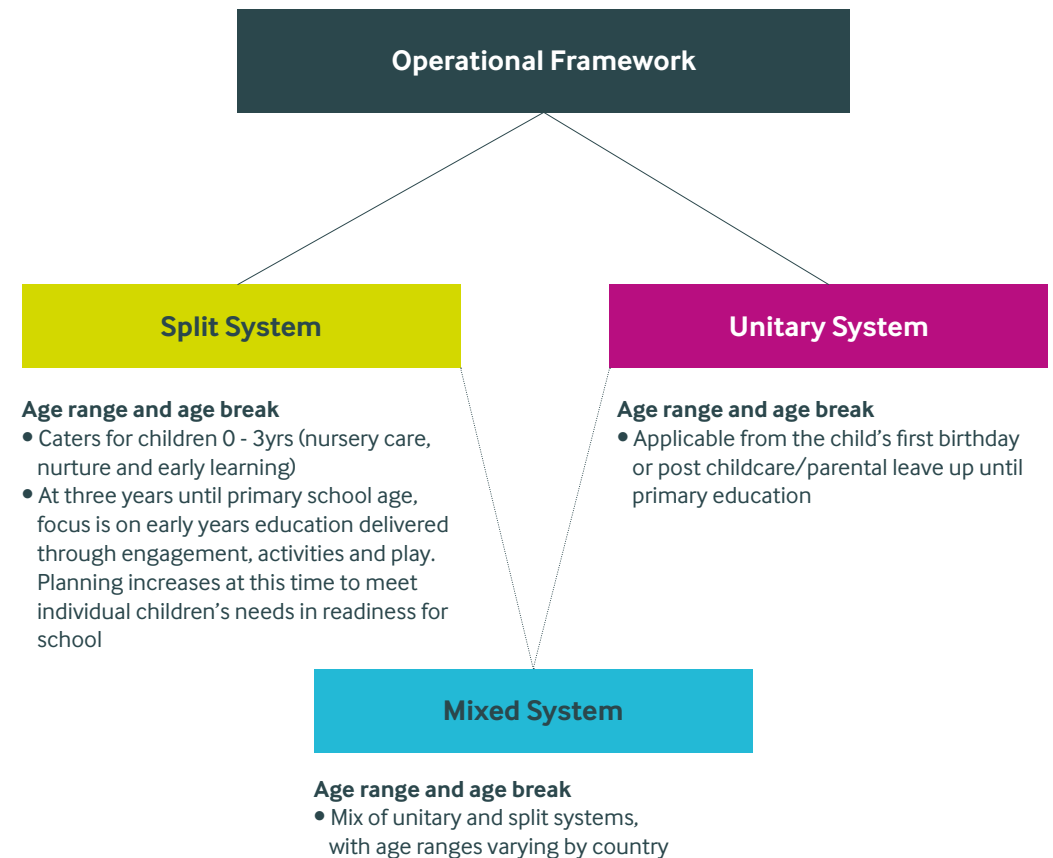 Operational Framework
Split System
Age range and age break
• Caters for children 0 - 3yrs (nursery care,
nurture and early learning)
• At three years until primary school age,
focus is on early years education delivered
through engagement, activities and play.
Planning increases at this time to meet
individual children’s needs in readiness for
school
Unitary System
Age range and age break
• Applicable from the child’s first birthday
or post childcare/parental leave up until
primary education
Mixed System
Age range and age break
• Mix of unitary and split systems,
with age ranges varying by country